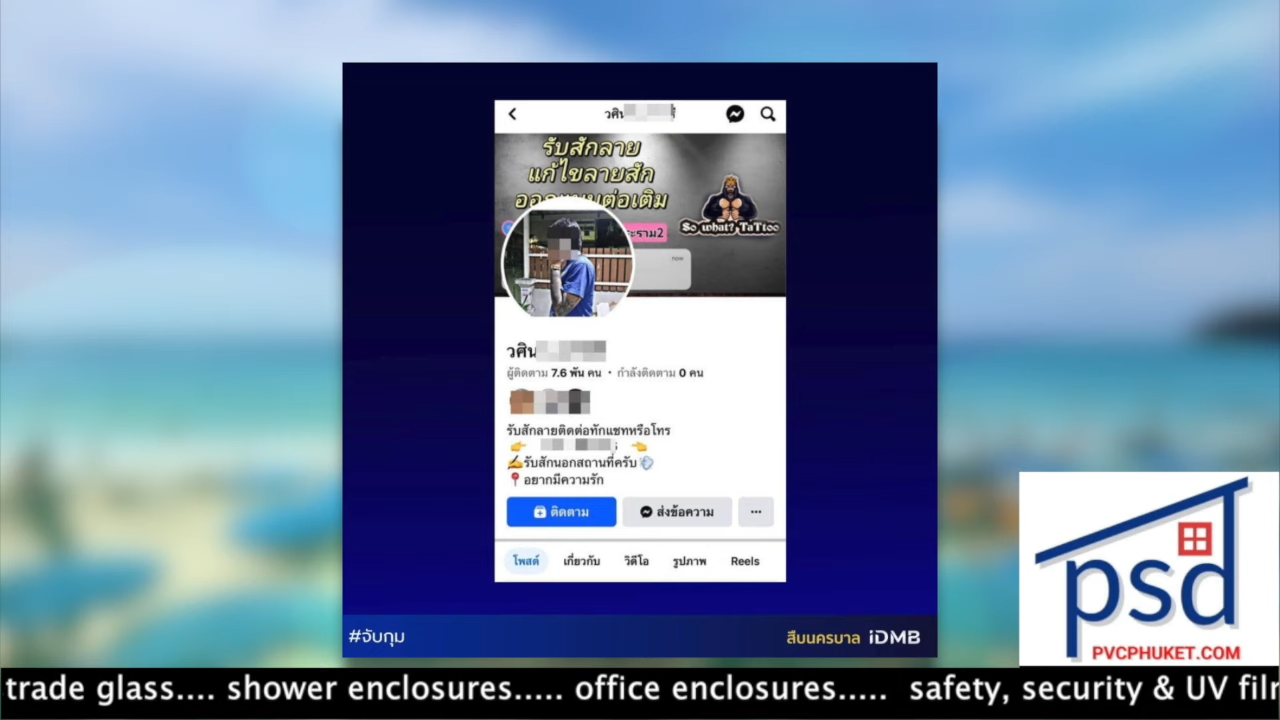 วศิน
รับสักลาย
แก้ไขลายสัก
ต่อเติม
So what? TaTtoo
ระราม2
now
วศิน
ผู้ติดตาม 7.6 พัน คน • กำลังติดตาม 0 คน
รับสักลายติดต่อทักแชทหรือโทร
👉 👈
✍️รับสักนอกสถานที่ครับ💨
📍อยากมีความรัก
ติดตาม
ส่งข้อความ
...
โพสต์ เกี่ยวกับ วิดีโอ รูปภาพ Reels
#จับกุม
สืบนครบาล iDMB
psd
PVCPHUKET.COM
trade glass.... shower enclosures..... office enclosures..... safety, security & UV